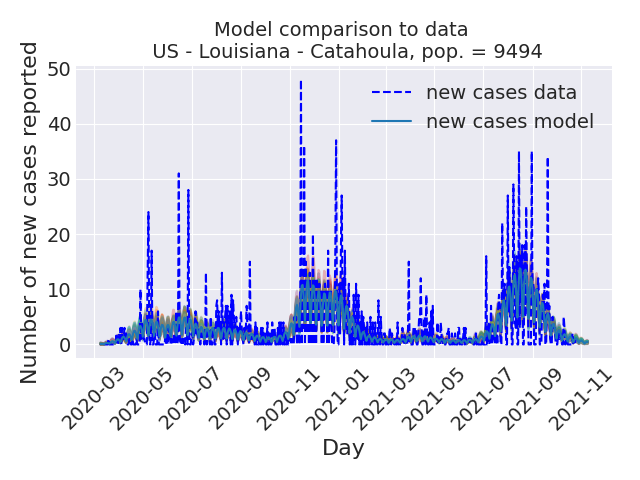 Model comparison to data
US - Louisiana - Catahoula, pop. = 9494
Number of new cases reported
50
40
30
20
10
0
new cases data
new cases model
2020-03
2020-05
2020-07
2020-09
2020-11
2021-01
2021-03
2021-05
2021-07
2021-09
2021-11
Day